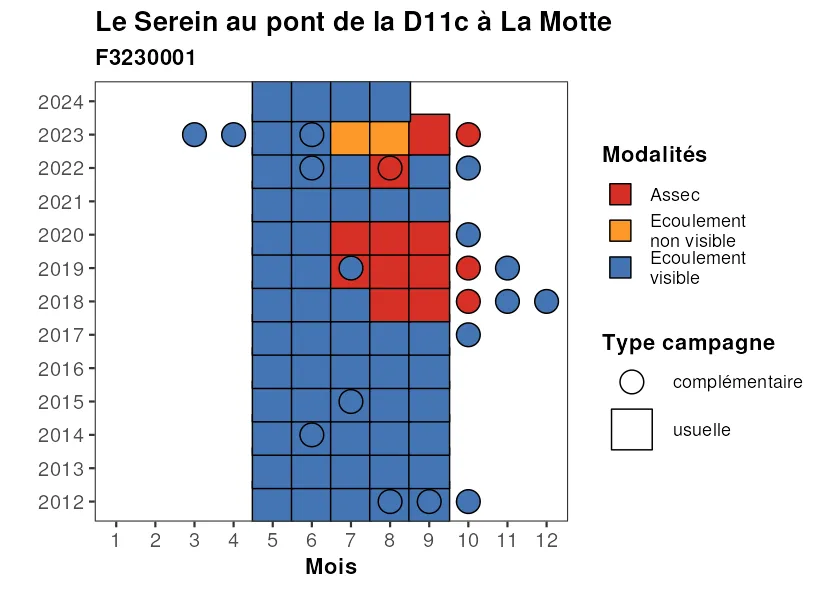 Le Serein au pont de la D11c à La Motte
F3230001
2024
2023
2022
2021
2020
2019
2018
2017
2016
2015
2014
2013
2012
1 2 3 4 5 6 7 8 9 10 11 12
Mois
Modalités
Assec
Ecoulement
non visible
Ecoulement
visible
Type campagne
complémentaire
usuelle